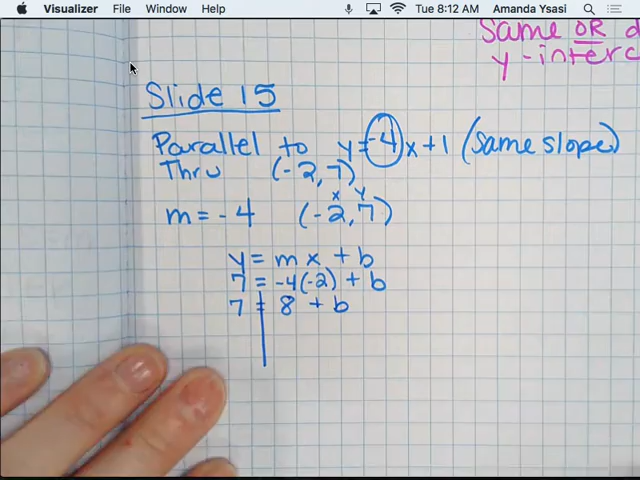 Visualizer File Window Help Tue 8:12 AM Amanda Ysasi
Same OR d
y-interc
Slide 15
Parallel to y=-4x+1 (same slope)
Thru (-2,7)
x y
m = -4 (-2,7)
y = mx + b
7 = -4(-2) + b
7 = 8 + b